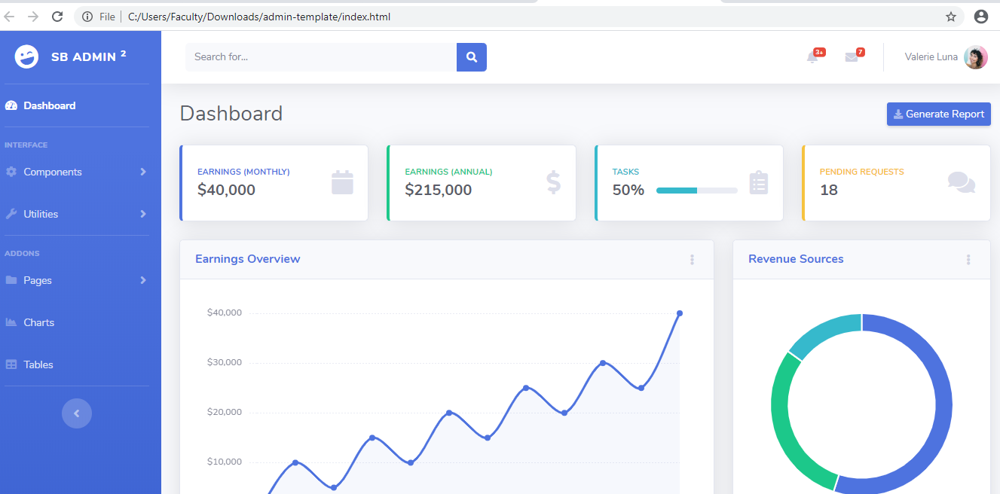 File
C:/Users/Faculty/Downloads/admin-template/index.html
SB ADMIN 2
Search for...
3+
7
Valerie Luna
Dashboard
INTERFACE
Components
Utilities
ADDONS
Pages
Charts
Tables
Dashboard
Generate Report
EARNINGS (MONTHLY)
$40,000
EARNINGS (ANNUAL)
$215,000
TASKS
50%
PENDING REQUESTS
18
Earnings Overview
$40,000
$30,000
$20,000
$10,000
Revenue Sources